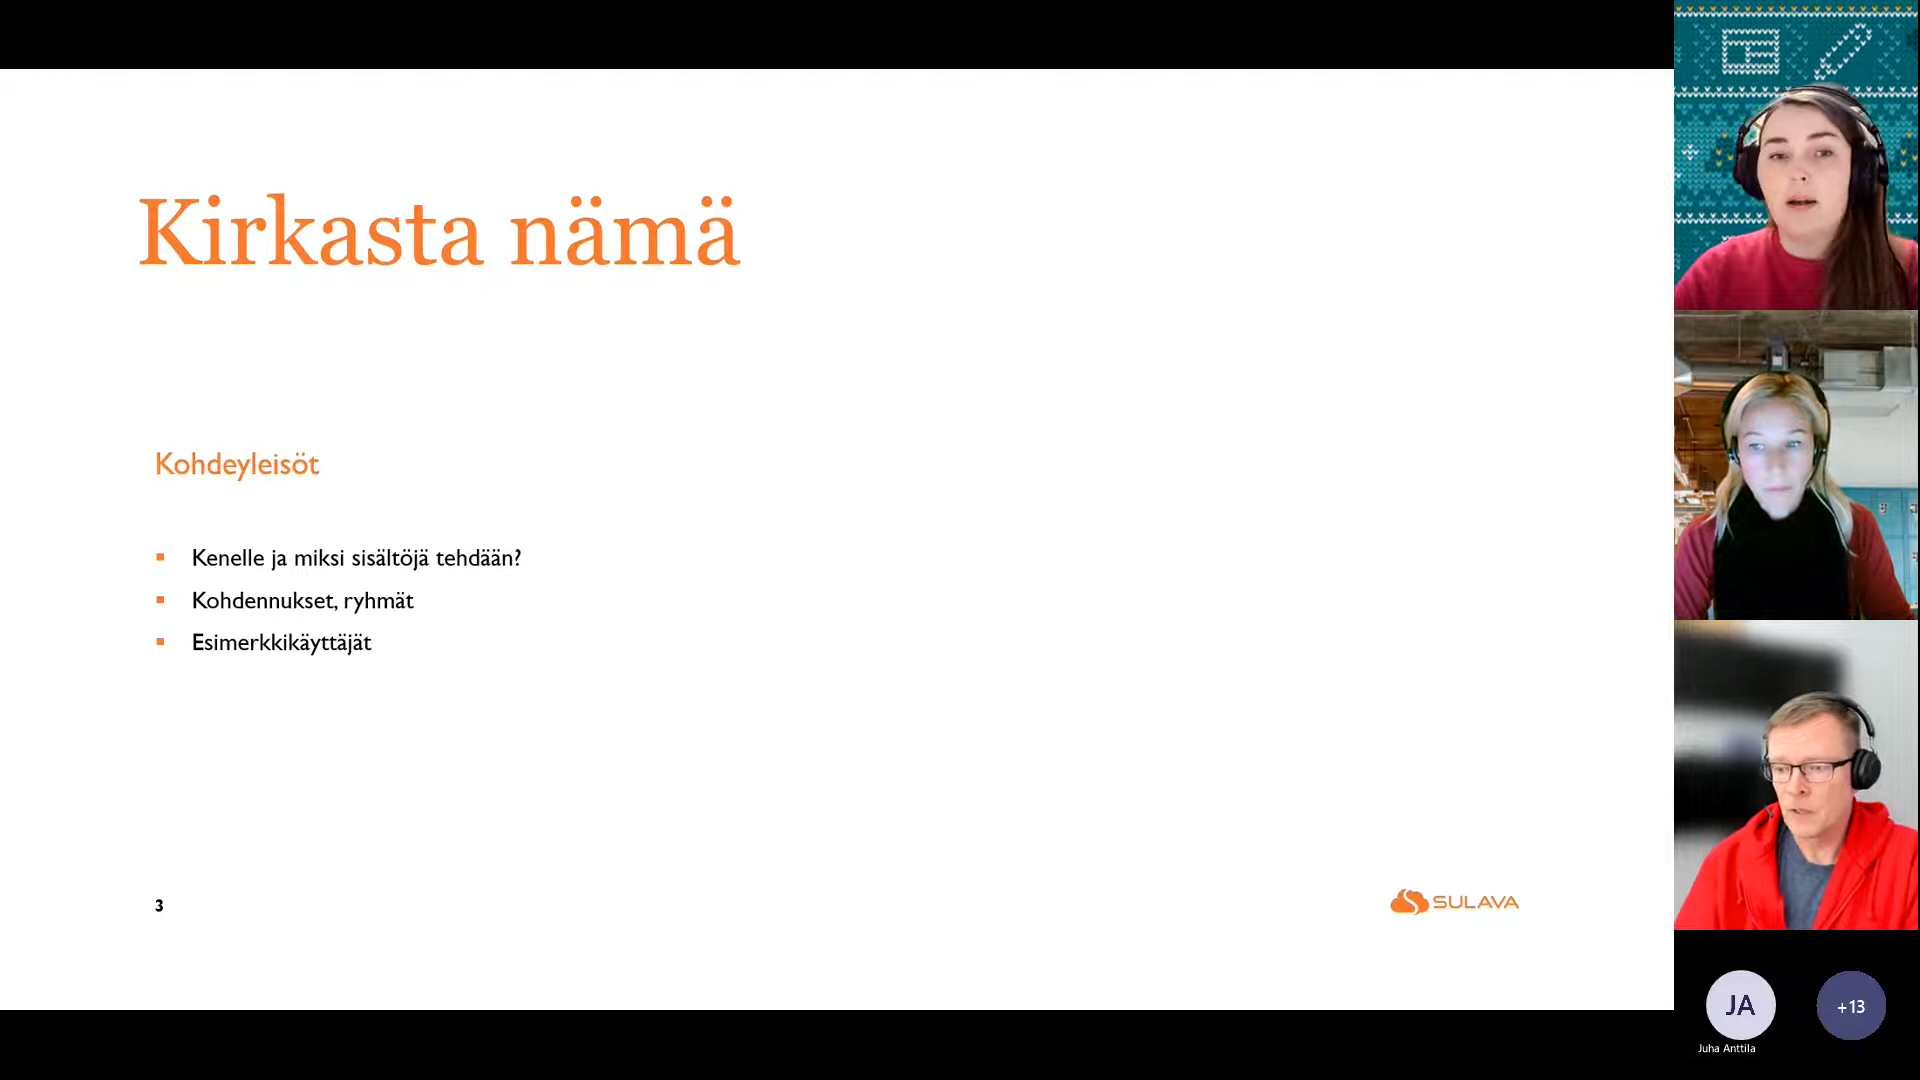 Kirkasta nämä
Kohdeyleisöt
▪ Kenelle ja miksi sisältöjä tehdään?
▪ Kohdennukset, ryhmät
▪ Esimerkkikäyttäjät
3
SULAVA
JA
+13
Juha Anttila